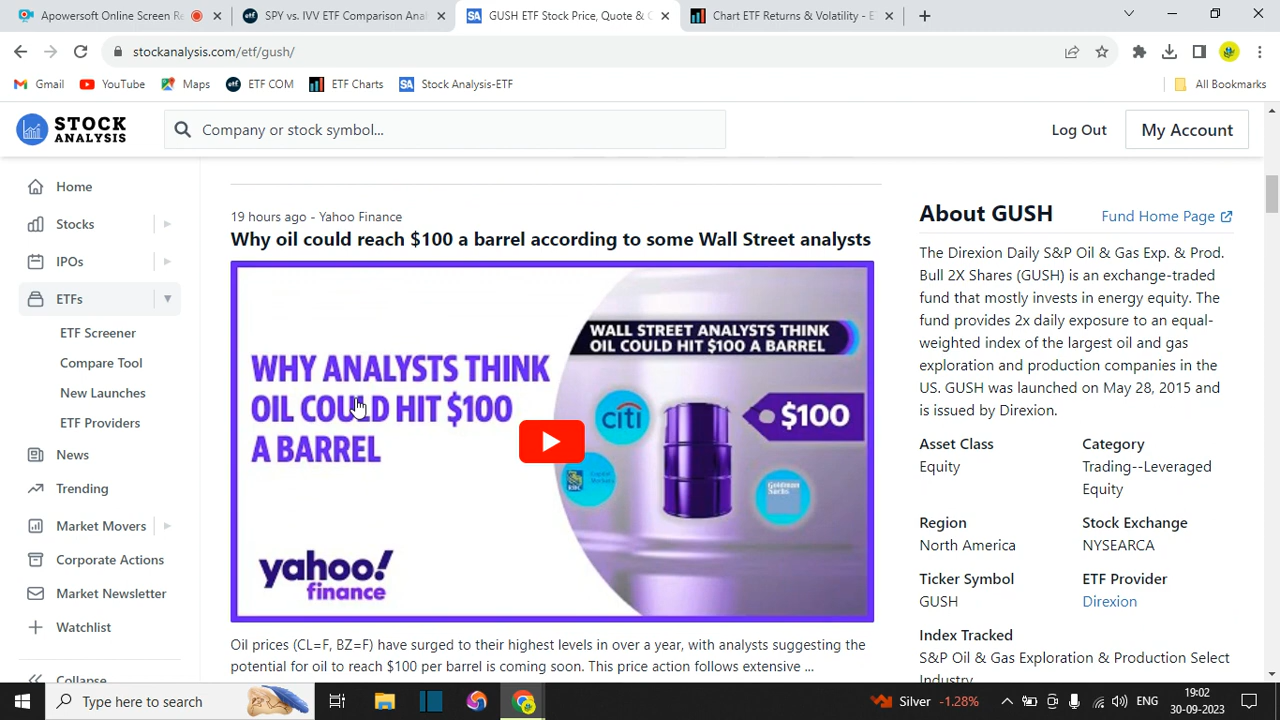 Apowersoft Online Screen Re
SPY vs. IVV ETF Comparison Anal
GUSH ETF Stock Price, Quote & C
Chart ETF Returns & Volatility - E
stockanalysis.com/etf/gush/
Gmail
YouTube
Maps
ETF COM
ETF Charts
SA
Stock Analysis-ETF
All Bookmarks
STOCK
ANALYSIS
Company or stock symbol...
Log Out
My Account
Home
Stocks
IPOs
ETFs
ETF Screener
Compare Tool
New Launches
ETF Providers
News
Trending
Market Movers
Corporate Actions
Market Newsletter
Watchlist
Collapse
19 hours ago - Yahoo Finance
Why oil could reach $100 a barrel according to some Wall Street analysts
WHY ANALYSTS THINK
OIL COULD HIT $100
A BARREL
yahoo!
finance
WALL STREET ANALYSTS THINK
OIL COULD HIT $100 A BARREL
citi
$100
RBC
Goldman
Sachs
Oil prices (CL=F, BZ=F) have surged to their highest levels in over a year, with analysts suggesting the
potential for oil to reach $100 per barrel is coming soon. This price action follows extensive ...
About GUSH
Fund Home Page
The Direxion Daily S&P Oil & Gas Exp. & Prod.
Bull 2X Shares (GUSH) is an exchange-traded
fund that mostly invests in energy equity. The
fund provides 2x daily exposure to an equal-
weighted index of the largest oil and gas
exploration and production companies in the
US. GUSH was launched on May 28, 2015 and
is issued by Direxion.
Asset Class
Equity
Category
Trading--Leveraged
Equity
Region
North America
Stock Exchange
NYSEARCA
Ticker Symbol
GUSH
ETF Provider
Direxion
Index Tracked
S&P Oil & Gas Exploration & Production Select
Industry
Type here to search
Silver -1.28%
ENG
19:02
30-09-2023